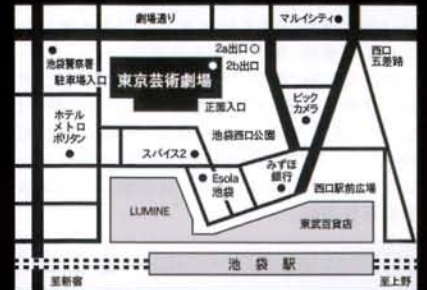 劇場通り
マルイシティ
2a出口
2b出口
西口
五差路
池袋警察署
駐車場入口
東京芸術劇場
正面入口
ビック
カメラ
ホテル
メトロ
ポリタン
池袋西口公園
スパイス2
みずほ
銀行
Esola
池袋
西口駅前広場
LUMINE
東武百貨店
池袋駅
至新宿
至上野